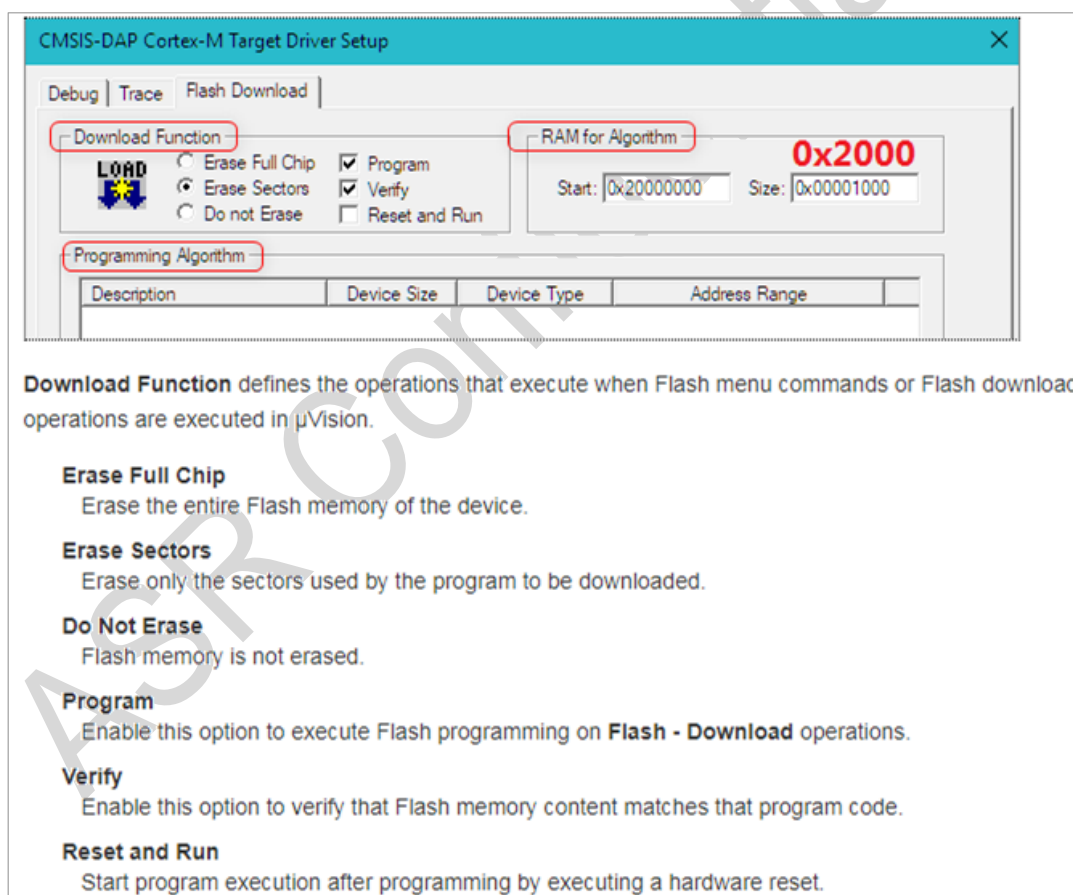 CMSIS-DAP Cortex-M Target Driver Setup
Debug Trace Flash Download
Download Function
LOAD
Erase Full Chip
Erase Sectors
Do not Erase
Program
Verify
Reset and Run
RAM for Algorithm
0x2000
Start: 0x20000000 Size: 0x00001000
Programming Algorithm
Description Device Size Device Type Address Range
Download Function defines the operations that execute when Flash menu commands or Flash download
operations are executed in µVision.
Erase Full Chip
Erase the entire Flash memory of the device.
Erase Sectors
Erase only the sectors used by the program to be downloaded.
Do Not Erase
Flash memory is not erased.
Program
Enable this option to execute Flash programming on Flash - Download operations.
Verify
Enable this option to verify that Flash memory content matches that program code.
Reset and Run
Start program execution after programming by executing a hardware reset.
ASR